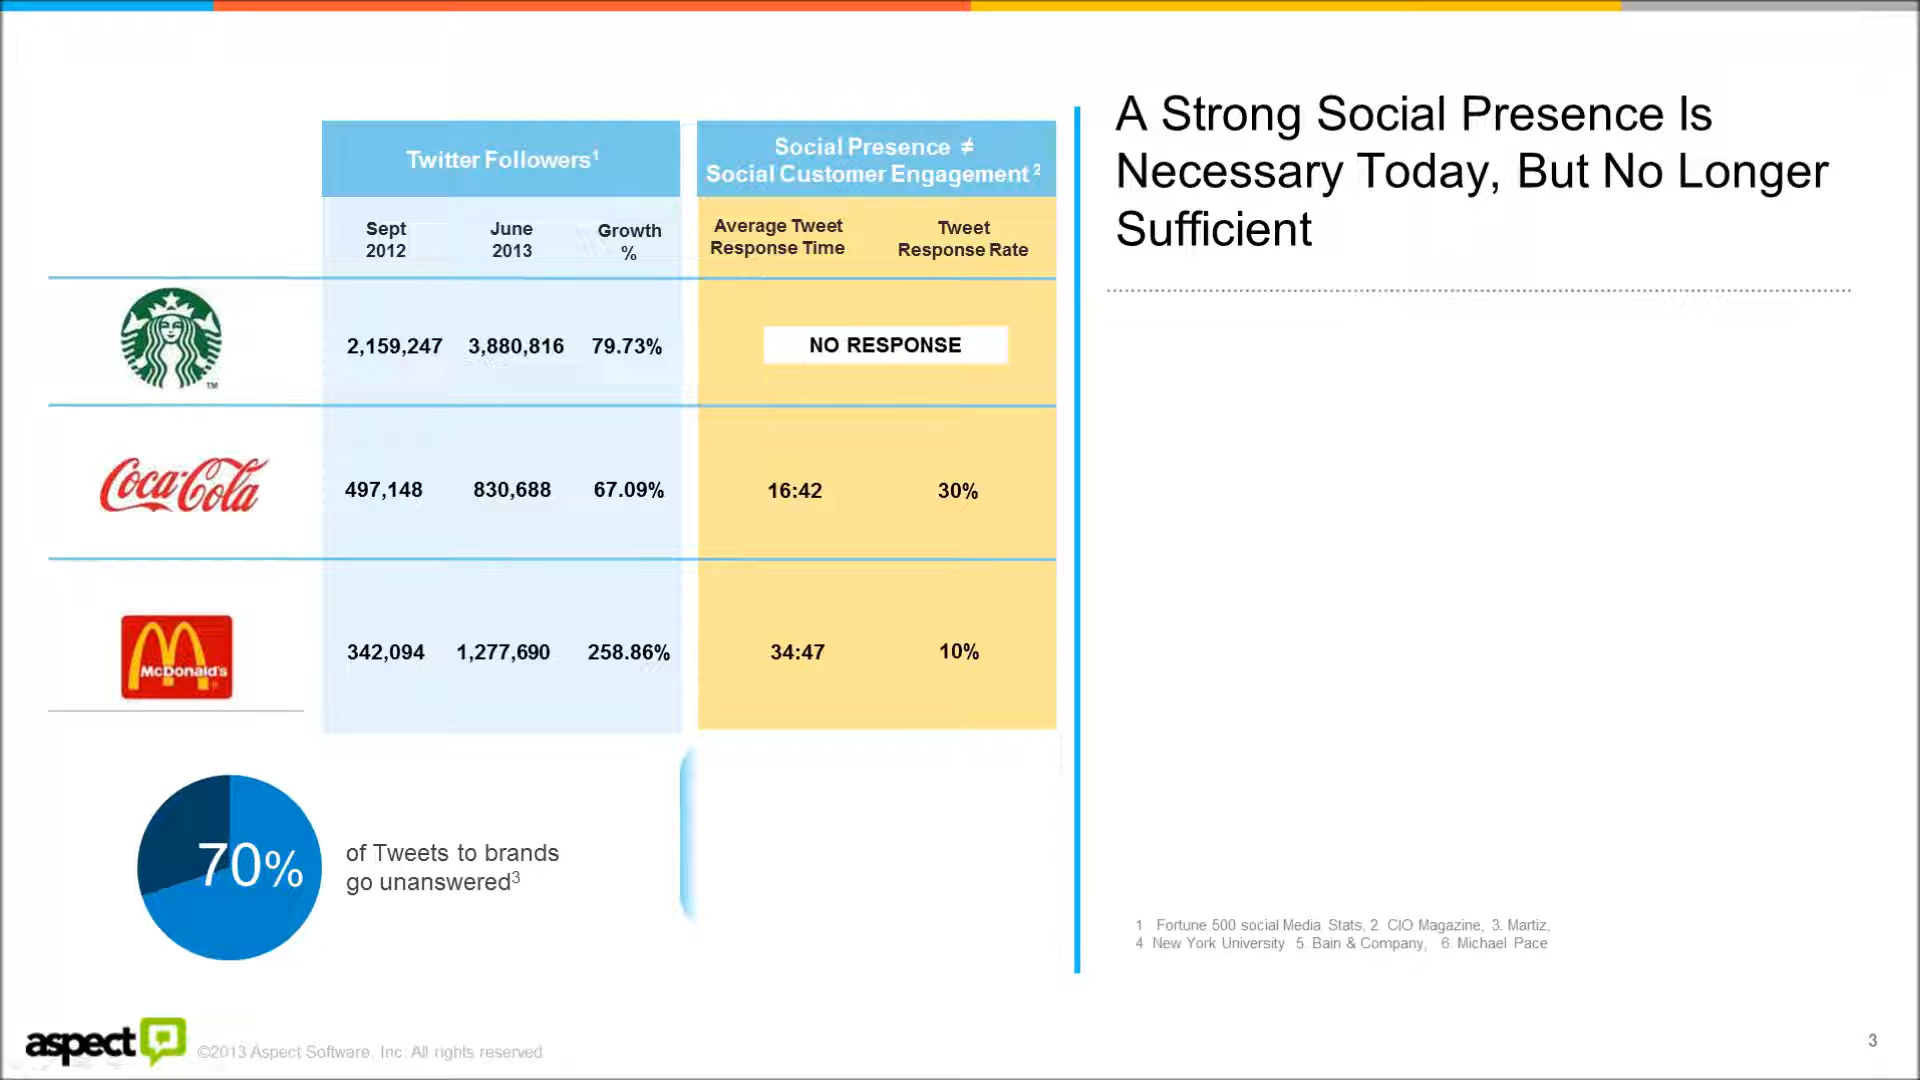 A Strong Social Presence Is
Necessary Today, But No Longer
Sufficient
Twitter Followers1
Social Presence ≠
Social Customer Engagement 2
Sept
2012
June
2013
Growth
%
Average Tweet
Response Time
Tweet
Response Rate
TM
2,159,247 3,880,816 79.73%
NO RESPONSE
Coca-Cola
497,148 830,688 67.09% 16:42 30%
McDonald's
342,094 1,277,690 258.86% 34:47 10%
70%
of Tweets to brands
go unanswered3
1 Fortune 500 social Media Stats, 2. CIO Magazine, 3. Martiz,
4 New York University 5. Bain & Company, 6. Michael Pace
aspect
©2013 Aspect Software, Inc. All rights reserved
3